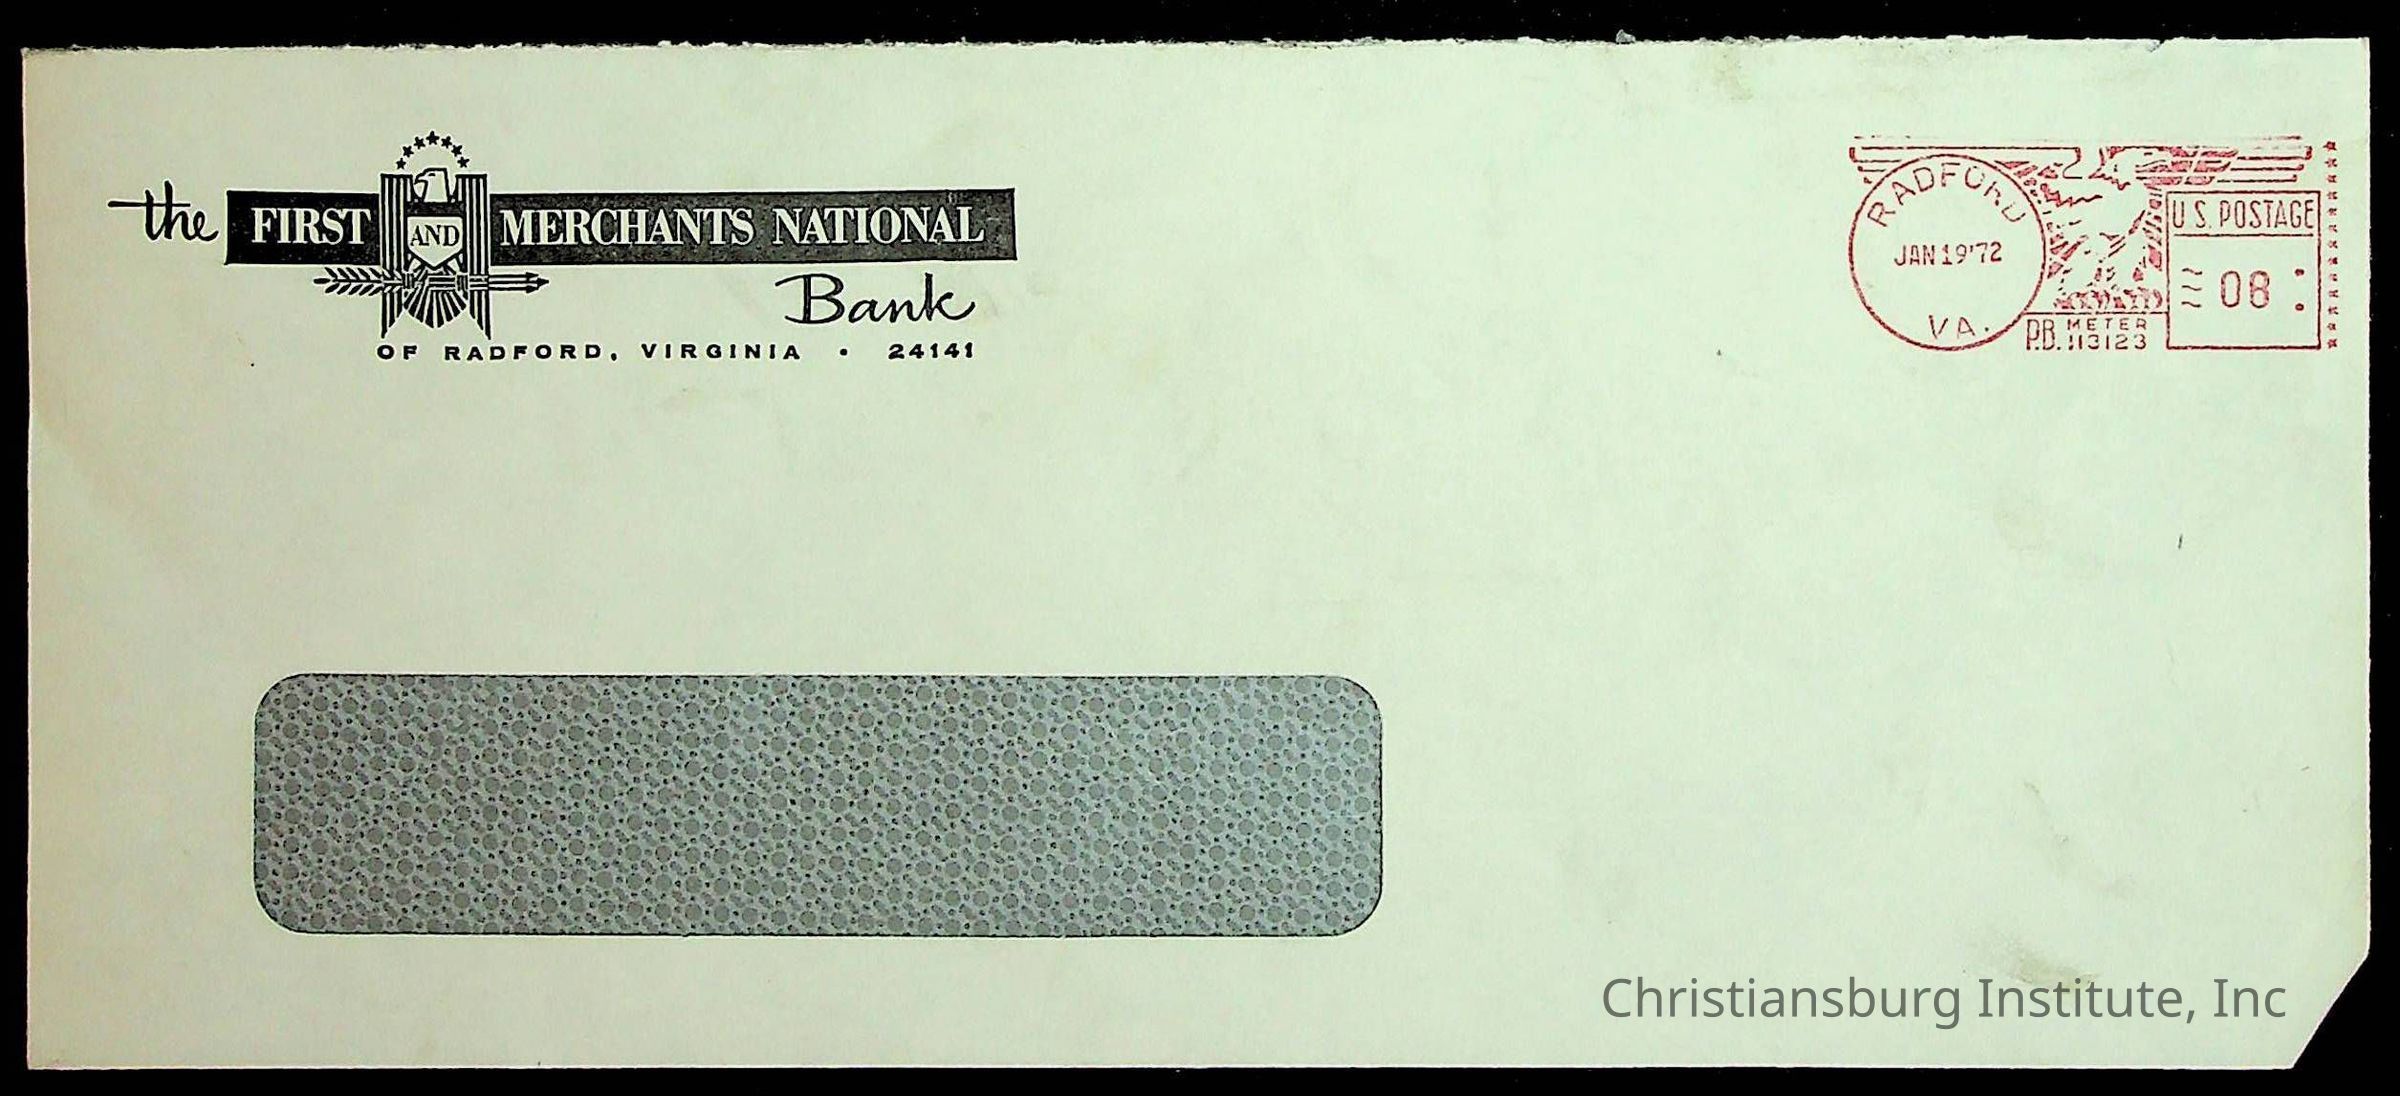 the FIRST AND MERCHANTS NATIONAL
Bank
OF RADFORD, VIRGINIA • 24141
RADFORD
JAN 19'72
VA.
P.B. METER
113123
U.S. POSTAGE
08
Christiansburg Institute, Inc